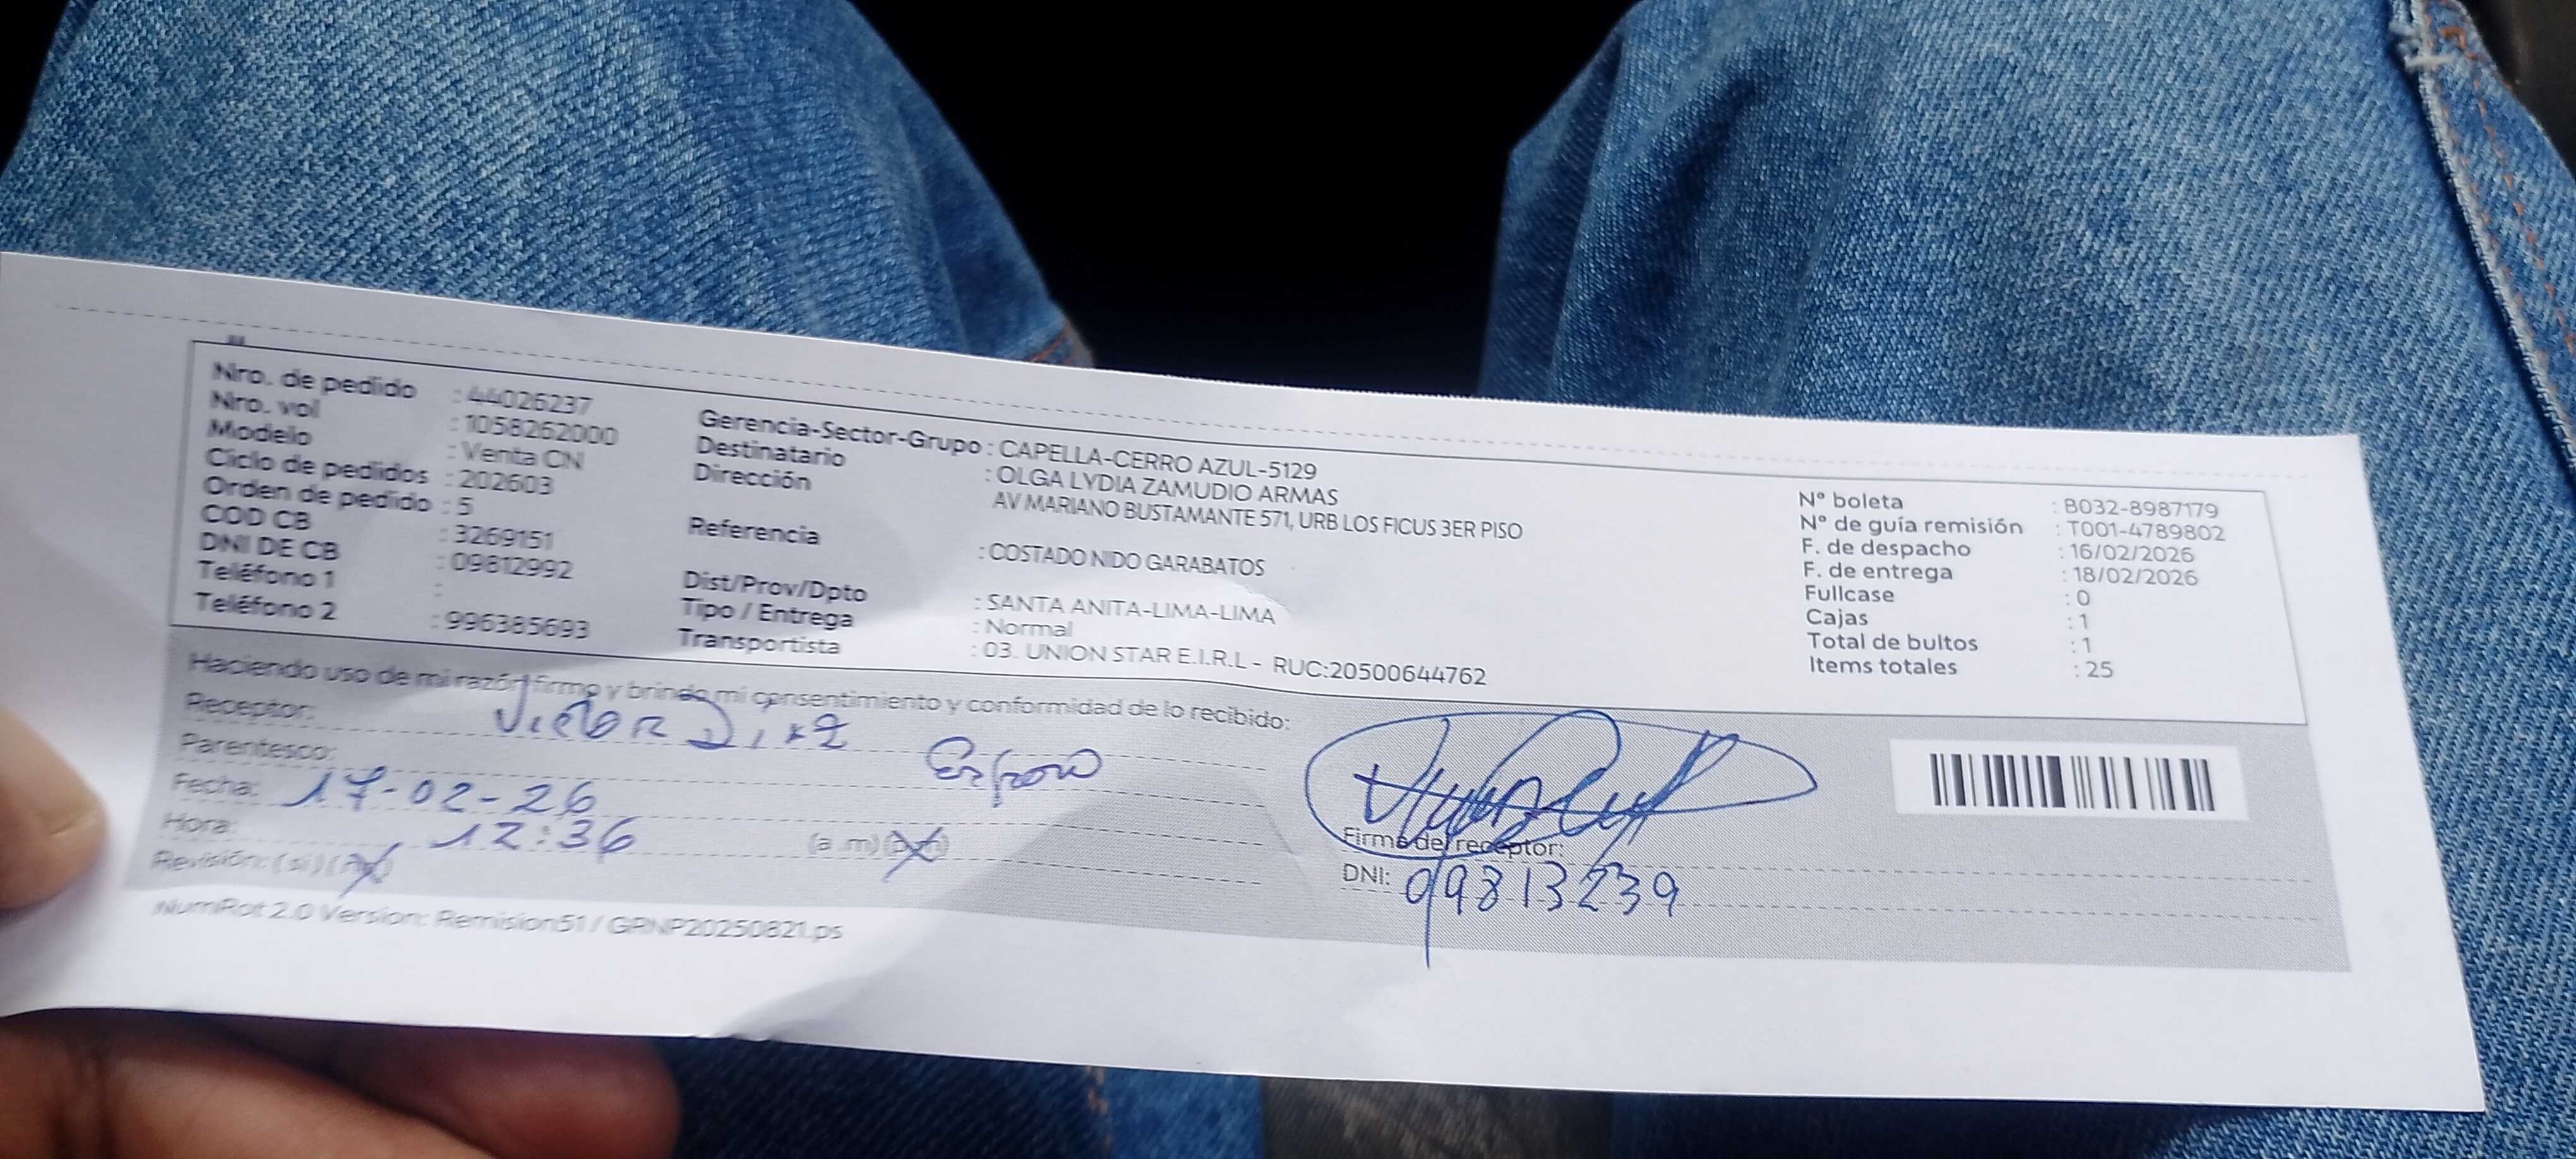 Nro. de pedido : 44026237
Nro. vol : 1058262000
Modelo : Venta CN
Ciclo de pedidos : 202603
Orden de pedido : 5
COD CB : 3269151
DNI DE CB : 09812992
Teléfono 1 :
Teléfono 2 : 996385693
Gerencia-Sector-Grupo : CAPELLA-CERRO AZUL-5129
Destinatario : OLGA LYDIA ZAMUDIO ARMAS
Dirección AV MARIANO BUSTAMANTE 571, URB LOS FICUS 3ER PISO
Referencia : COSTADO NIDO GARABATOS
Dist/Prov/Dpto : SANTA ANITA-LIMA-LIMA
Tipo / Entrega : Normal
Transportista : 03. UNION STAR E.I.R.L - RUC:20500644762
N° boleta : B032-8987179
N° de guía remisión : T001-4789802
F. de despacho : 16/02/2026
F. de entrega : 18/02/2026
Fullcase : 0
Cajas : 1
Total de bultos : 1
Items totales : 25
Haciendo uso de mi razón firmo y brindo mi consentimiento y conformidad de lo recibido:
Receptor: Victor
Parentesco:
Fecha: 17-02-26
Hora: 12:36 (a .m) (p.m)
Revisión: (si) (no)
Firma del receptor:
DNI: 09813239
NumRot 2.0 Version: Remision51 / GRNP20250821.ps